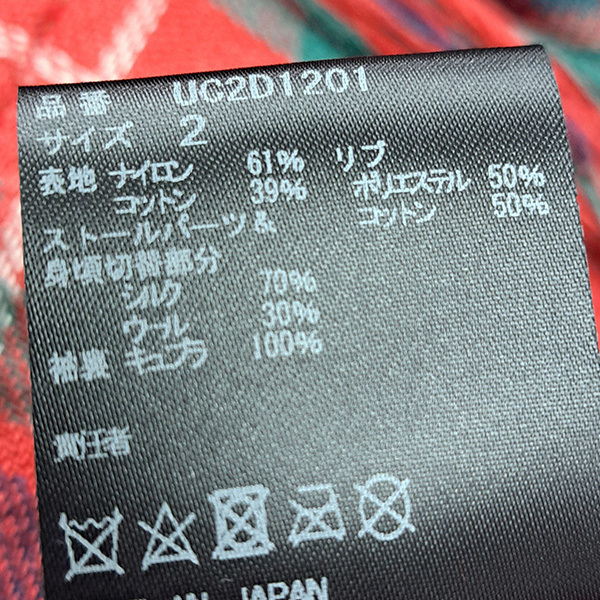 品番 UC2D1201
サイズ 2
表地 ナイロン 61% リブ
コットン 39% ポリエステル 50%
ストールパーツ& コットン 50%
身頃切替部分
シルク 70%
ウール 30%
袖裏 キュプラ 100%
責任者
IN JAPAN